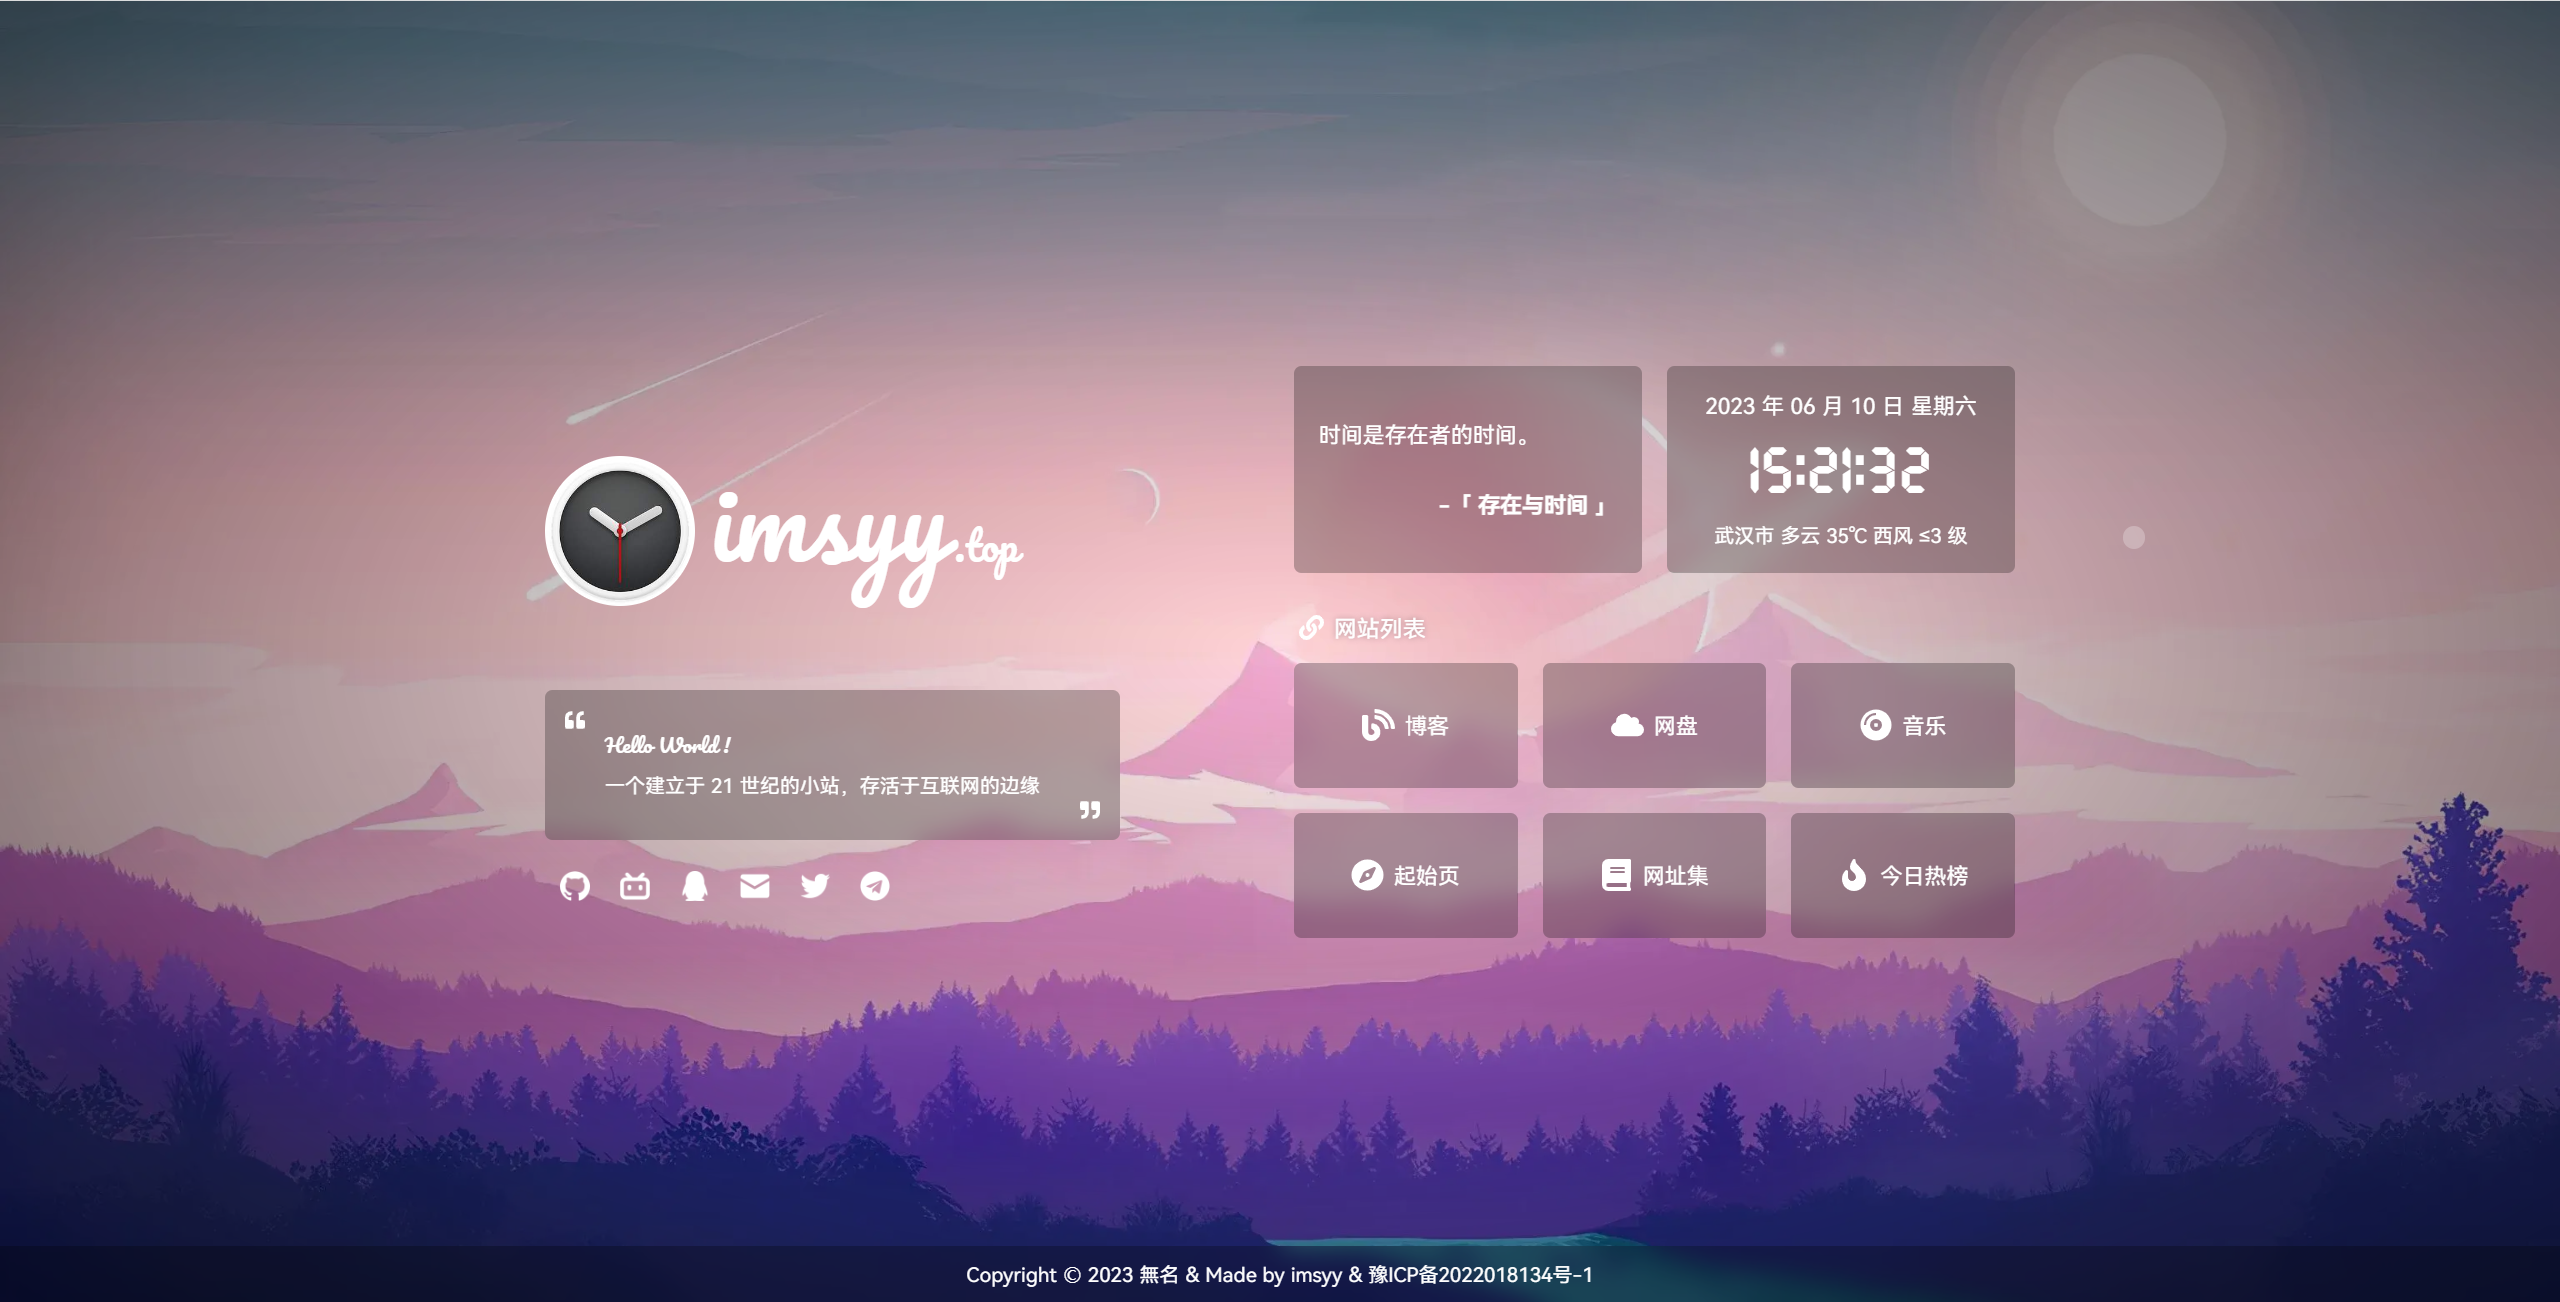 imsyy.top
Hello World !
一个建立于 21 世纪的小站，存活于互联网的边缘
时间是存在者的时间。
-「 存在与时间 」
2023 年 06 月 10 日 星期六
15:21:32
武汉市 多云 35℃ 西风 ≤3 级
网站列表
博客
网盘
音乐
起始页
网址集
今日热榜
Copyright © 2023 無名 & Made by imsyy & 豫ICP备2022018134号-1